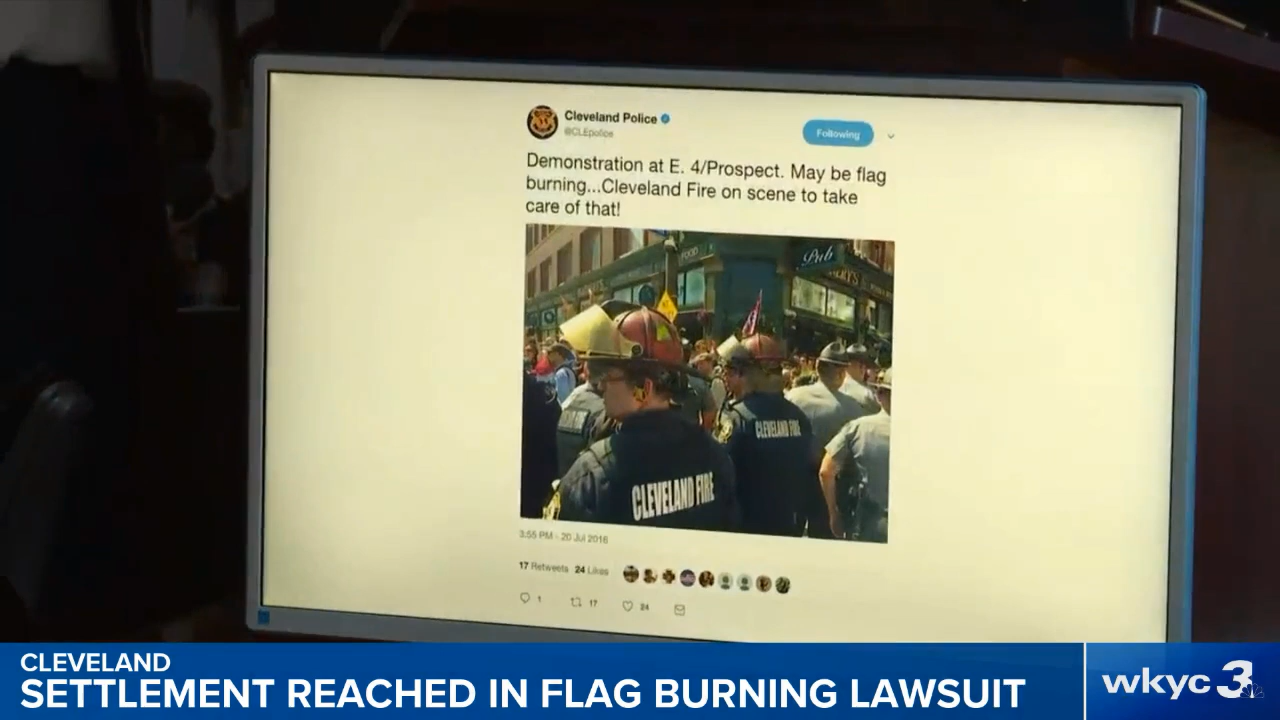 Cleveland Police
@CLEpolice
Following
Demonstration at E. 4/Prospect. May be flag
burning...Cleveland Fire on scene to take
care of that!
FOOD
Pub
CLEVELAND FIRE
CLEVELAND FIRE
3:55 PM - 20 Jul 2016
17 Retweets 24 Likes
1 17 24
CLEVELAND
SETTLEMENT REACHED IN FLAG BURNING LAWSUIT
wkyc 3